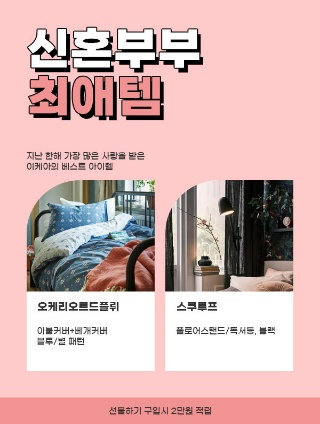 신혼부부
최애템
지난 한해 가장 많은 사랑을 받은
이케아의 베스트 아이템
오케리오르드플뤼
이불커버+베개커버
블루/별 패턴
스쿠루프
플로어스탠드/독서등, 블랙
선물하기 구입시 2만원 적립